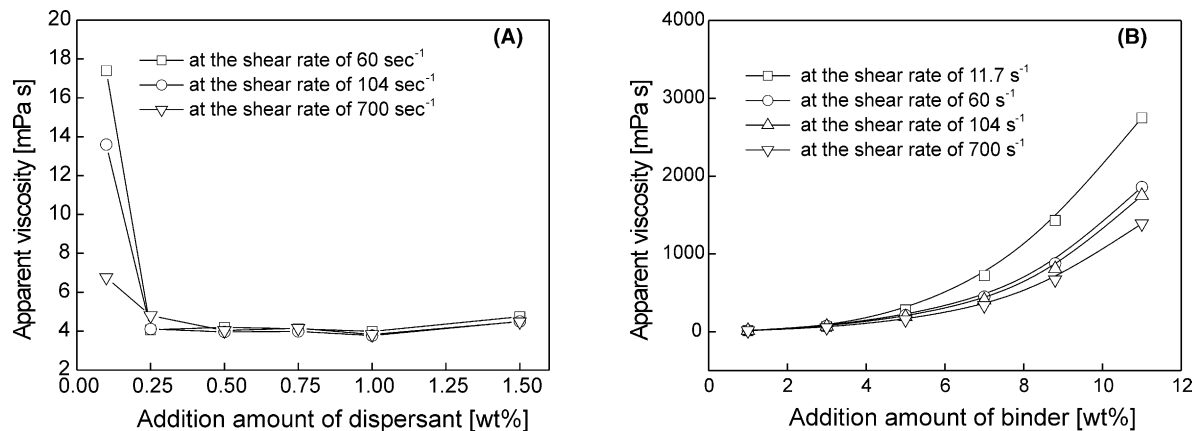 (A)
at the shear rate of 60 sec⁻¹
at the shear rate of 104 sec⁻¹
at the shear rate of 700 sec⁻¹
Apparent viscosity [mPa s]
20
18
16
14
12
10
8
6
4
2
0.00 0.25 0.50 0.75 1.00 1.25 1.50
Addition amount of dispersant [wt%]
(B)
at the shear rate of 11.7 s⁻¹
at the shear rate of 60 s⁻¹
at the shear rate of 104 s⁻¹
at the shear rate of 700 s⁻¹
Apparent viscosity [mPa s]
4000
3000
2000
1000
0
0 2 4 6 8 10 12
Addition amount of binder [wt%]